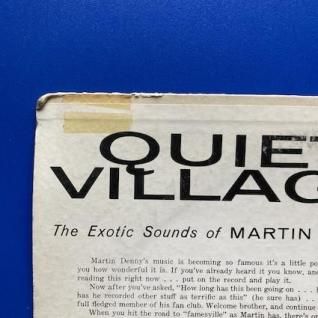 QUIET
VILLAG
The Exotic Sounds of MARTIN
Martin Denny's music is becoming so famous it's a little po
you how wonderful it is. If you've already heard it you know, and
reading this right now . . . put on the record and play it.
Now after you've asked, "How long has this been going on . . .
has he recorded other stuff as terrific as this" (he sure has) . .
full fledged member of his fan club. Welcome brother, and continue
When you hit the road to "famesville" as Martin has, there's